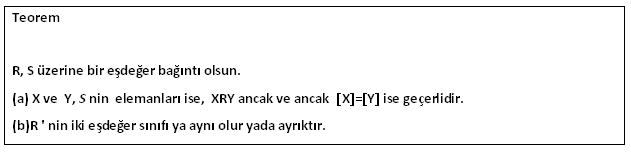 Teorem
R, S üzerine bir eşdeğer bağıntı olsun.
(a) X ve Y, S nin elemanları ise, XRY ancak ve ancak [X]=[Y] ise geçerlidir.
(b)R ' nin iki eşdeğer sınıfı ya aynı olur yada ayrıktır.